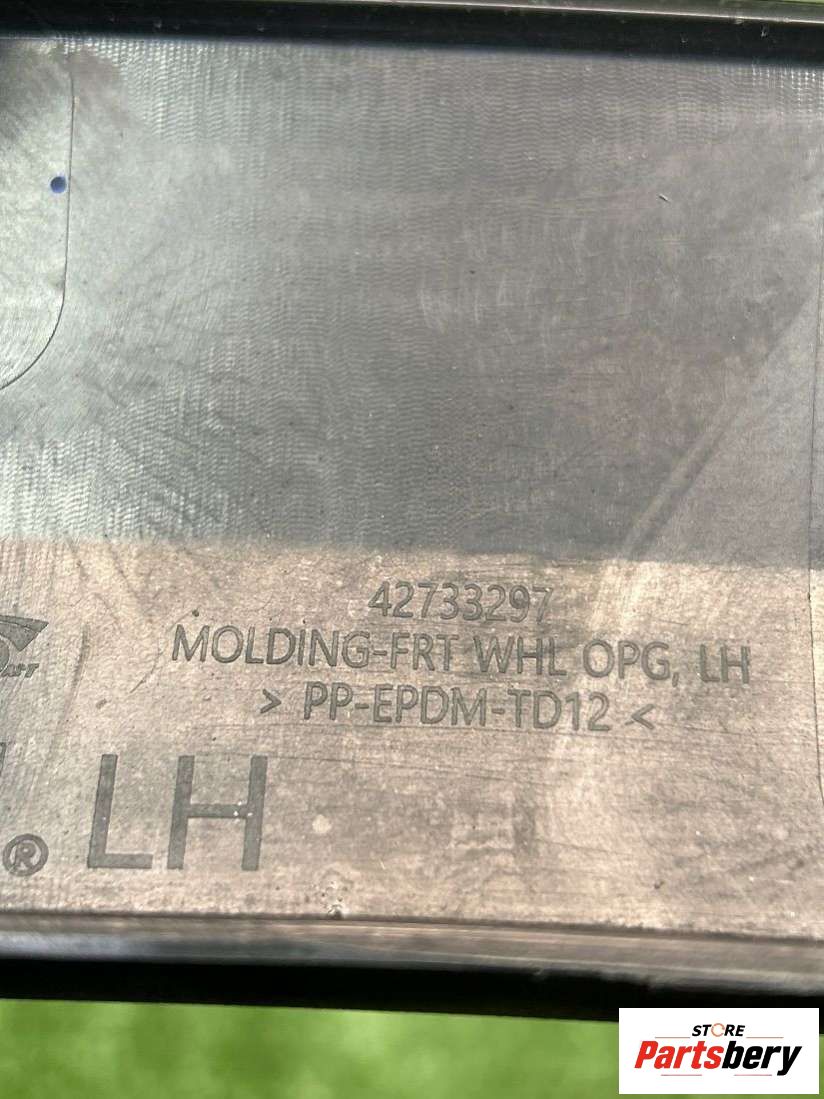 42733297
MOLDING-FRT WHL OPG, LH
> PP-EPDM-TD12 <
® LH
STORE
Partsbery